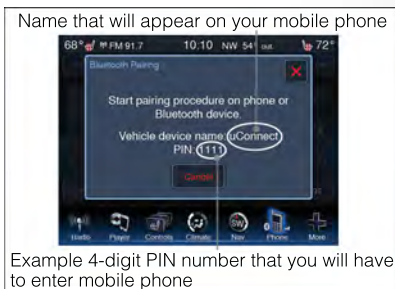 Name that will appear on your mobile phone
68° FM 91.7 10:10 NW 54° out 72°
Bluetooth Pairing
Start pairing procedure on phone or
Bluetooth device.
Vehicle device name: uConnect
PIN: 1111
Cancel
Radio Player Controls Climate Nav Phone More
Example 4-digit PIN number that you will have
to enter mobile phone